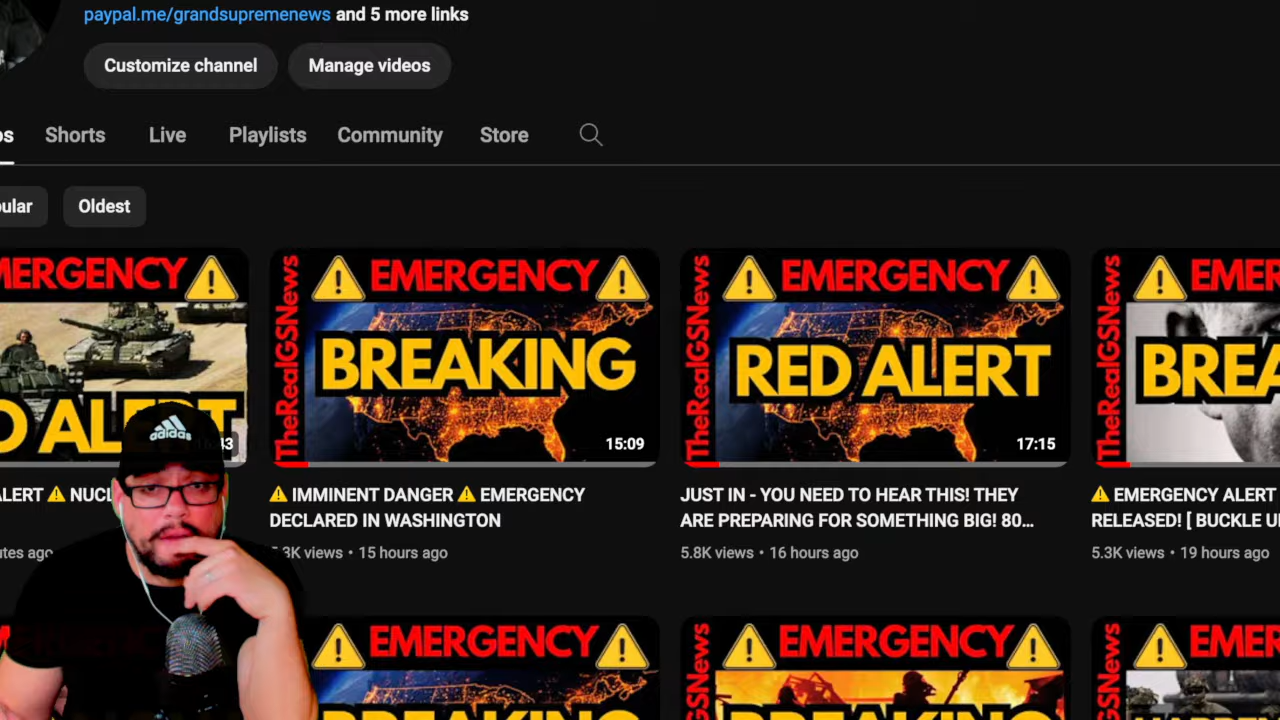 paypal.me/grandsupremenews and 5 more links
Customize channel
Manage videos
Shorts
Live
Playlists
Community
Store
Oldest
EMERGENCY
BREAKING
TheRealGSNews
15:09
EMERGENCY
RED ALERT
TheRealGSNews
17:15
TheRealGSNews
adidas
⚠️ IMMINENT DANGER ⚠️ EMERGENCY
DECLARED IN WASHINGTON
15 hours ago
JUST IN - YOU NEED TO HEAR THIS! THEY
ARE PREPARING FOR SOMETHING BIG! 80...
5.8K views • 16 hours ago
⚠️ EMERGENCY ALERT
RELEASED! [ BUCKLE U
5.3K views • 19 hours ago
EMERGENCY
BREAKING
EMERGENCY
BREAKING